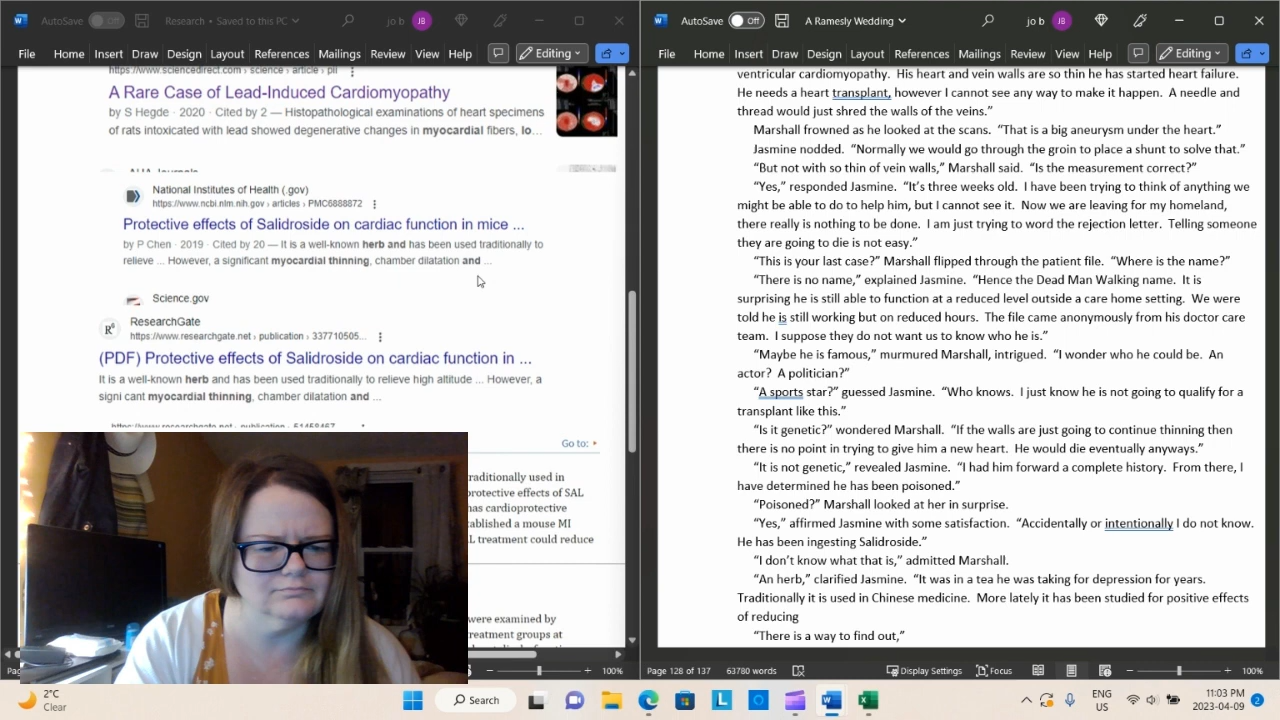 AutoSave Off Research • Saved to this PC jo b JB
File Home Insert Draw Design Layout References Mailings Review View Help Editing
https://www.sciencedirect.com › science › article › pii
A Rare Case of Lead-Induced Cardiomyopathy
by S Hegde · 2020 · Cited by 2 — Histopathological examinations of heart specimens
of rats intoxicated with lead showed degenerative changes in myocardial fibers, lo...
National Institutes of Health (.gov)
https://www.ncbi.nlm.nih.gov › articles › PMC6888872
Protective effects of Salidroside on cardiac function in mice ...
by P Chen · 2019 · Cited by 20 — It is a well-known herb and has been used traditionally to
relieve ... However, a significant myocardial thinning, chamber dilatation and ...
Science.gov
ResearchGate
https://www.researchgate.net › publication › 337710505...
(PDF) Protective effects of Salidroside on cardiac function in ...
It is a well-known herb and has been used traditionally to relieve high altitude ... However, a
signi cant myocardial thinning, chamber dilatation and ...
https://www.researchgate.net › publication › 51458467
Go to:
raditionally used in
protective effects of SAL
has cardioprotective
tablished a mouse MI
L treatment could reduce
were examined by
reatment groups at
100%
AutoSave Off A Ramesly Wedding jo b JB
File Home Insert Draw Design Layout References Mailings Review View Help Editing
ventricular cardiomyopathy. His heart and vein walls are so thin he has started heart failure.
He needs a heart transplant, however I cannot see any way to make it happen. A needle and
thread would just shred the walls of the veins.”
Marshall frowned as he looked at the scans. “That is a big aneurysm under the heart.”
Jasmine nodded. “Normally we would go through the groin to place a shunt to solve that.”
“But not with so thin of vein walls,” Marshall said. “Is the measurement correct?”
“Yes,” responded Jasmine. “It’s three weeks old. I have been trying to think of anything we
might be able to do to help him, but I cannot see it. Now we are leaving for my homeland,
there really is nothing to be done. I am just trying to word the rejection letter. Telling someone
they are going to die is not easy.”
“This is your last case?” Marshall flipped through the patient file. “Where is the name?”
“There is no name,” explained Jasmine. “Hence the Dead Man Walking name. It is
surprising he is still able to function at a reduced level outside a care home setting. We were
told he is still working but on reduced hours. The file came anonymously from his doctor care
team. I suppose they do not want us to know who he is.”
“Maybe he is famous,” murmured Marshall, intrigued. “I wonder who he could be. An
actor? A politician?”
“A sports star?” guessed Jasmine. “Who knows. I just know he is not going to qualify for a
transplant like this.”
“Is it genetic?” wondered Marshall. “If the walls are just going to continue thinning then
there is no point in trying to give him a new heart. He would die eventually anyways.”
“It is not genetic,” revealed Jasmine. “I had him forward a complete history. From there, I
have determined he has been poisoned.”
“Poisoned?” Marshall looked at her in surprise.
“Yes,” affirmed Jasmine with some satisfaction. “Accidentally or intentionally I do not know.
He has been ingesting Salidroside.”
“I don’t know what that is,” admitted Marshall.
“An herb,” clarified Jasmine. “It was in a tea he was taking for depression for years.
Traditionally it is used in Chinese medicine. More lately it has been studied for positive effects
of reducing
“There is a way to find out,”
Page 128 of 137 63780 words Display Settings Focus 100%
2°C
Clear
Search
ENG
US
11:03 PM
2023-04-09
2